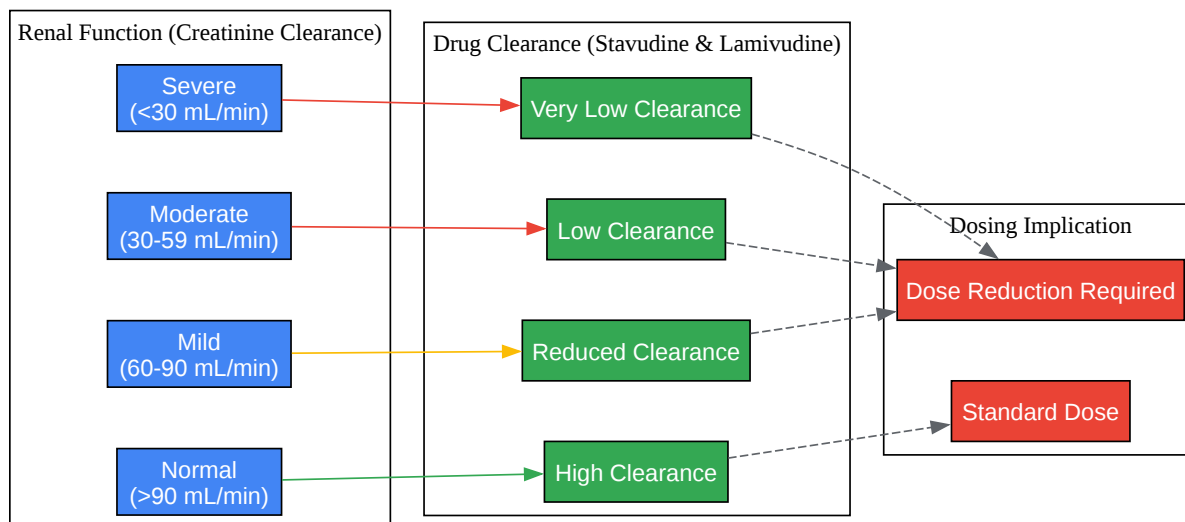 Renal Function (Creatinine Clearance)
Severe
(<30 mL/min)
Moderate
(30-59 mL/min)
Mild
(60-90 mL/min)
Normal
(>90 mL/min)
Drug Clearance (Stavudine & Lamivudine)
Very Low Clearance
Low Clearance
Reduced Clearance
High Clearance
Dosing Implication
Dose Reduction Required
Standard Dose